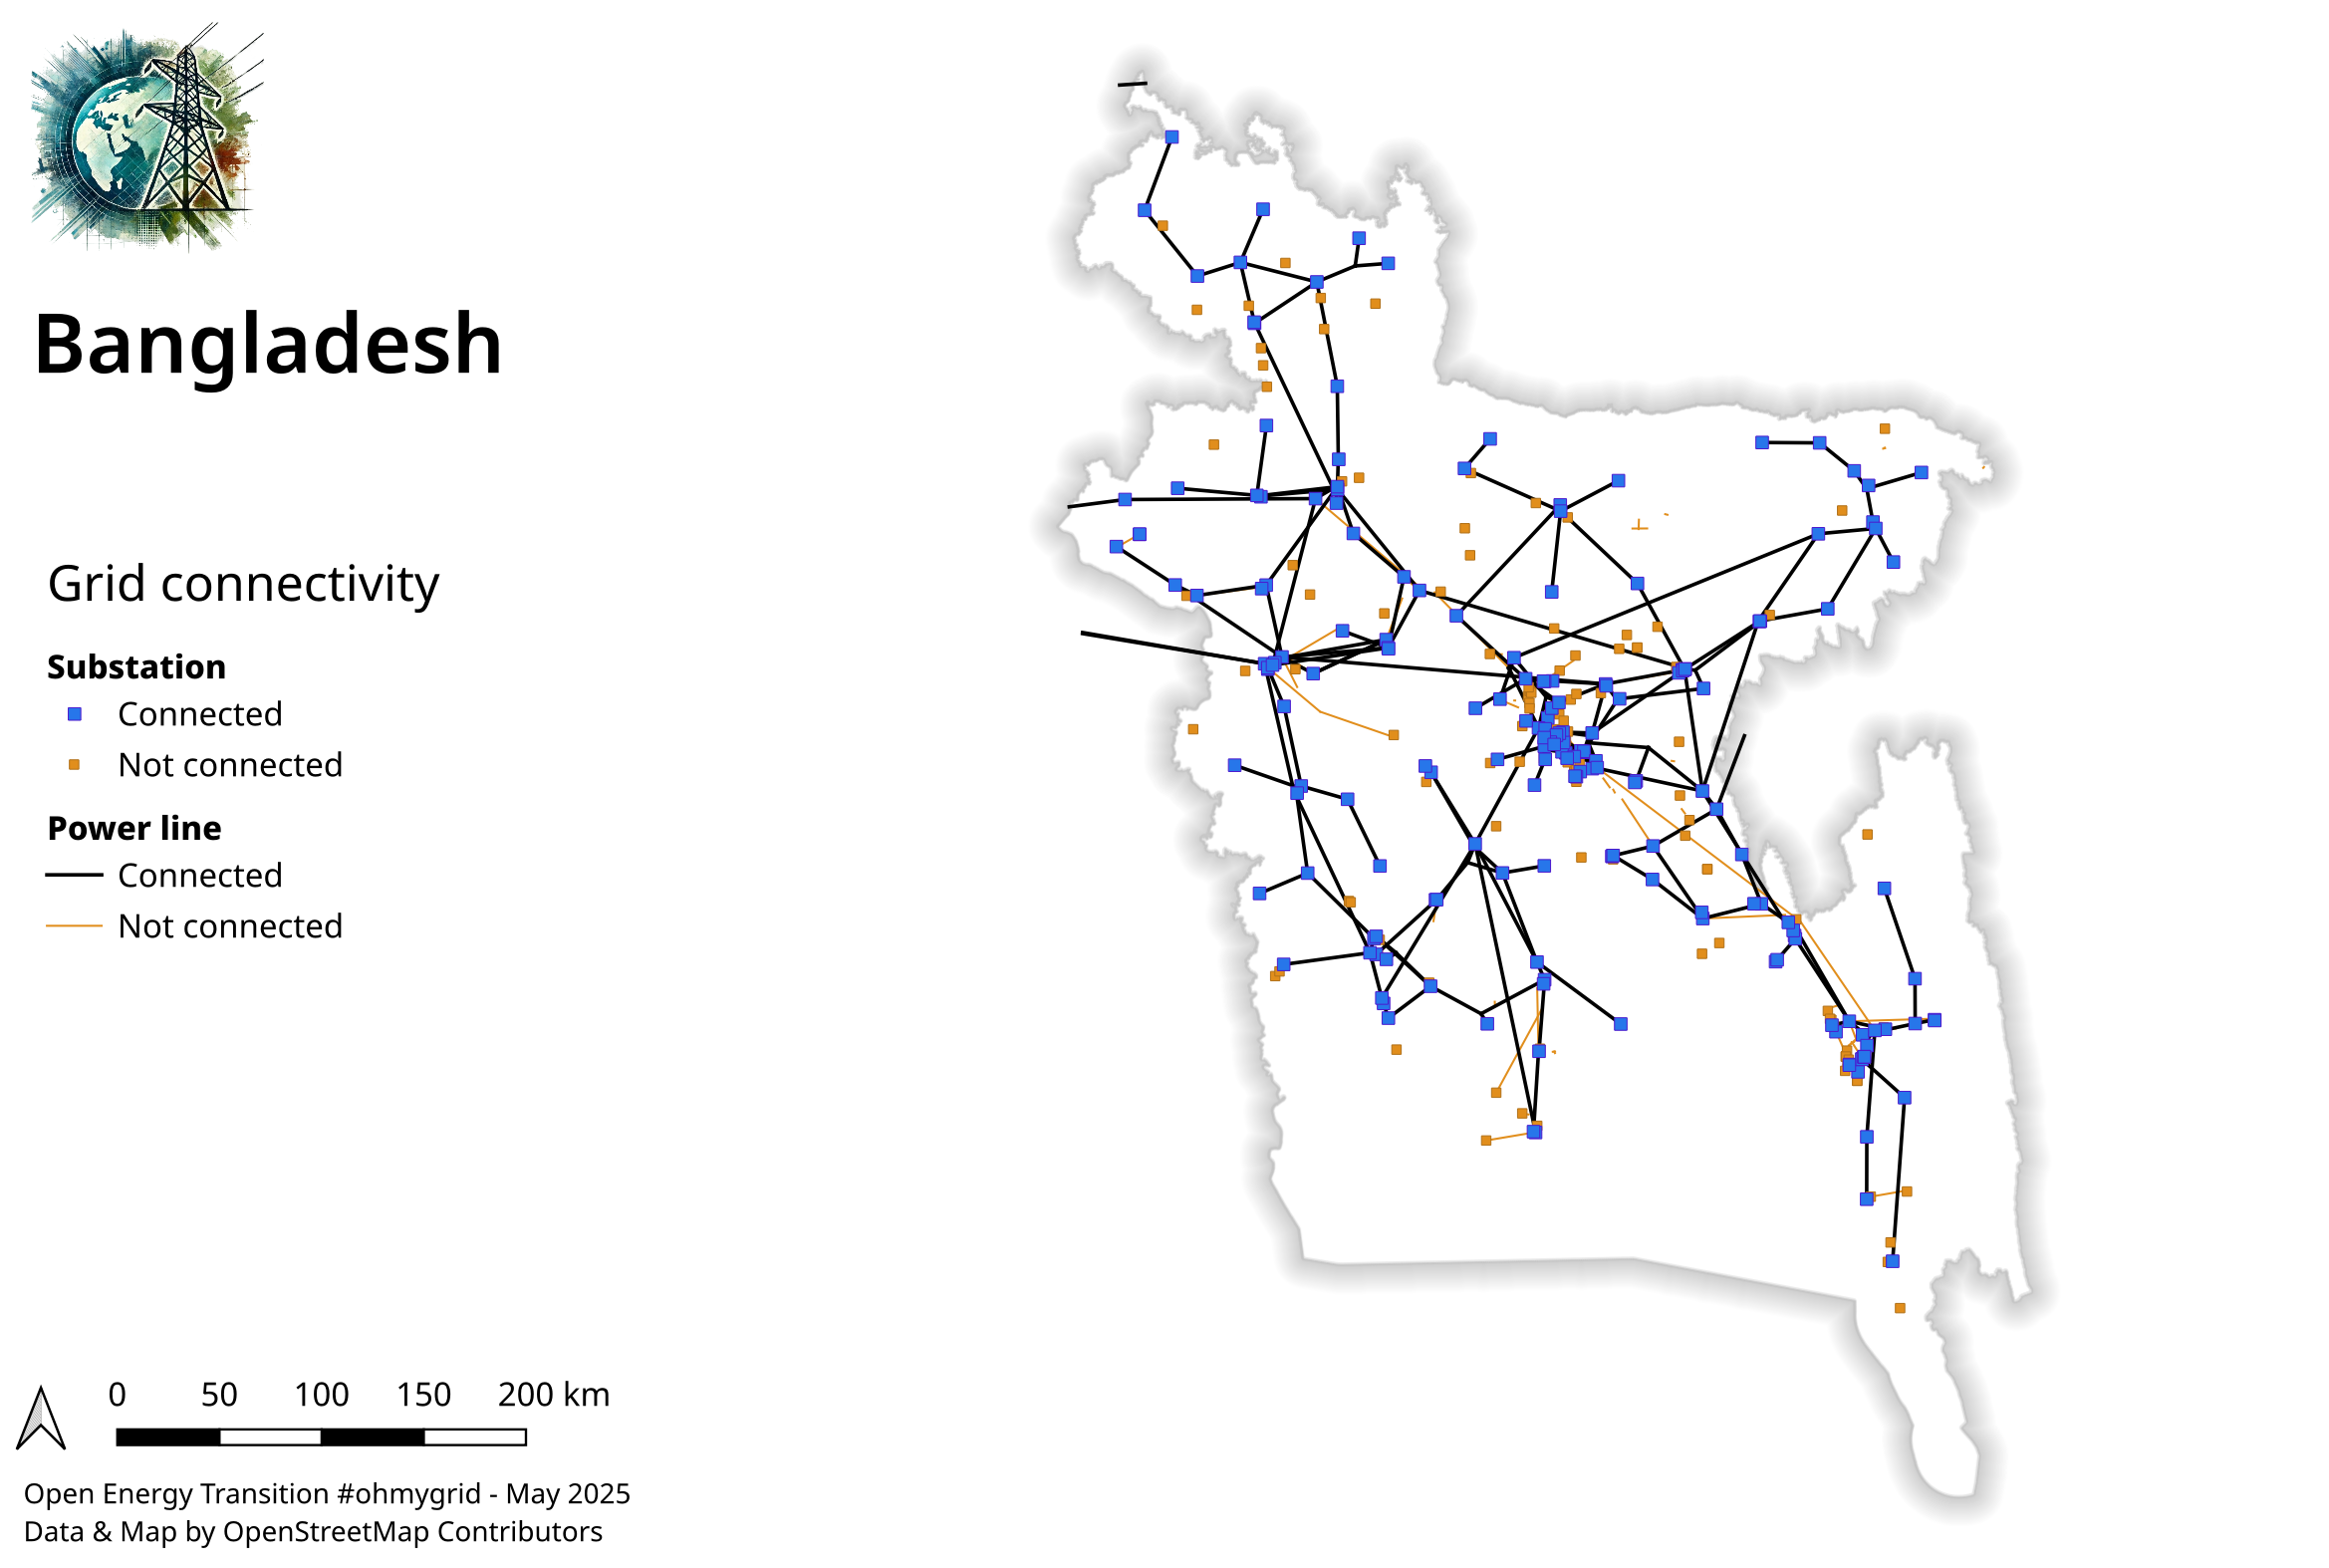 Bangladesh
Grid connectivity
Substation
Connected
Not connected
Power line
Connected
Not connected
0 50 100 150 200 km
Open Energy Transition #ohmygrid - May 2025
Data & Map by OpenStreetMap Contributors